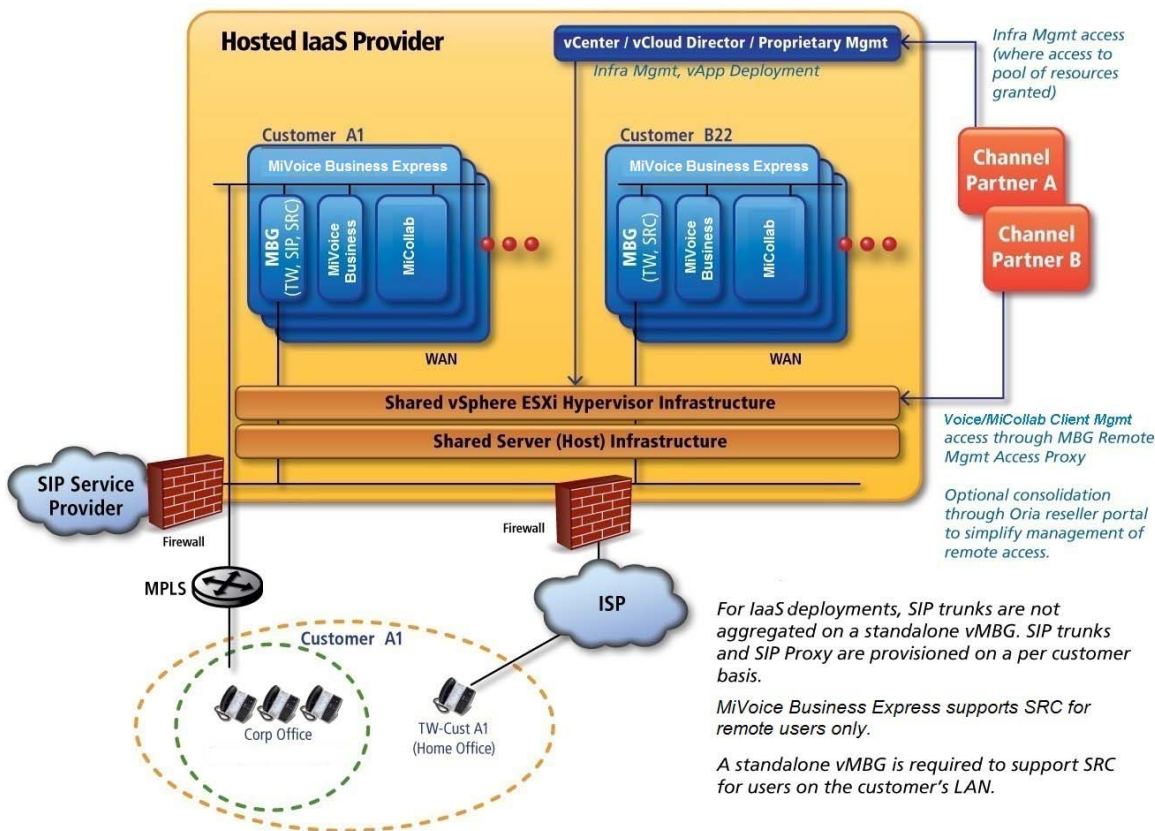 Hosted IaaS Provider
vCenter / vCloud Director / Proprietary Mgmt
Infra Mgmt, vApp Deployment
Infra Mgmt access
(where access to
pool of resources
granted)
Customer A1
MiVoice Business Express
MBG
(TW, SIP, SRC)
MiVoice
Business
MiCollab
WAN
Customer B22
MiVoice Business Express
MBG
(TW, SRC)
MiVoice
Business
MiCollab
WAN
Channel
Partner A
Channel
Partner B
Shared vSphere ESXi Hypervisor Infrastructure
Shared Server (Host) Infrastructure
Voice/MiCollab Client Mgmt
access through MBG Remote
Mgmt Access Proxy
Optional consolidation
through Oria reseller portal
to simplify management of
remote access.
SIP Service
Provider
Firewall
Firewall
MPLS
ISP
Customer A1
Corp Office
TW-Cust A1
(Home Office)
For IaaS deployments, SIP trunks are not
aggregated on a standalone vMBG. SIP trunks
and SIP Proxy are provisioned on a per customer
basis.
MiVoice Business Express supports SRC for
remote users only.
A standalone vMBG is required to support SRC
for users on the customer's LAN.